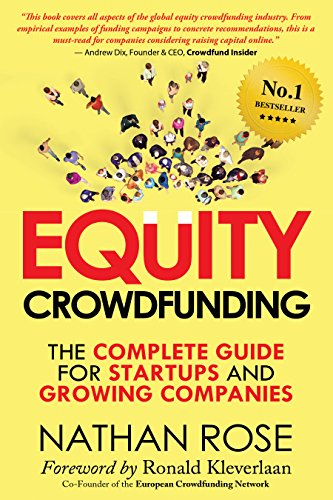 "This book covers all aspects of the global equity crowdfunding industry. From
empirical examples of funding campaigns to concrete recommendations, this is a
must-read for companies considering raising capital online."
— Andrew Dix, Founder & CEO, Crowdfund Insider
No.1
BESTSELLER
EQÜITY
CROWDFUNDING
THE COMPLETE GUIDE
FOR STARTUPS AND
GROWING COMPANIES
NATHAN ROSE
Foreword by Ronald Kleverlaan
Co-Founder of the European Crowdfunding Network